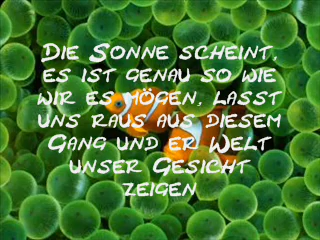 Die Sonne scheint,
es ist genau so wie
wir es mögen, lasst
uns raus aus diesem
Gang und er Welt
unser Gesicht
zeigen